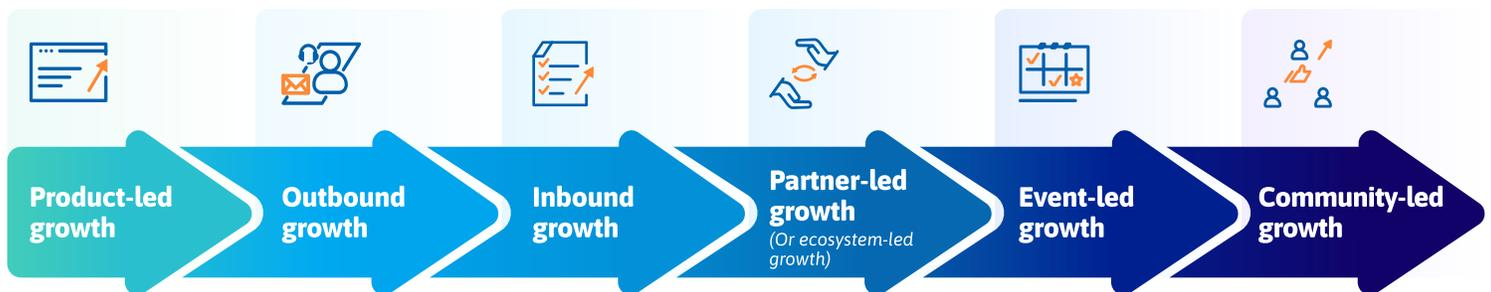 Product-led
growth
Outbound
growth
Inbound
growth
Partner-led
growth
(Or ecosystem-led
growth)
Event-led
growth
Community-led
growth